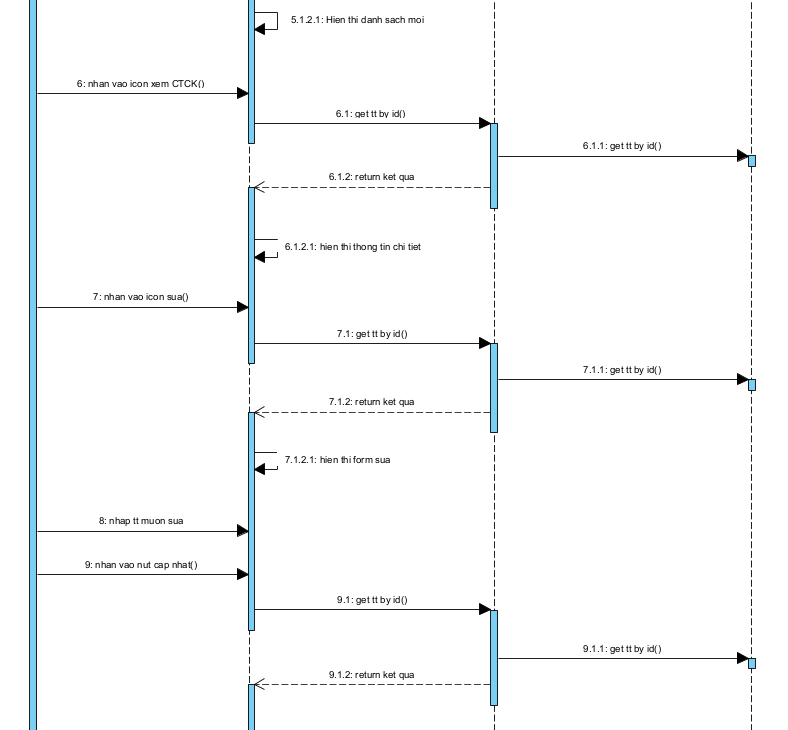 5.1.2.1: Hien thi danh sach moi
6: nhan vao icon xem CTCK()
6.1: get tt by id()
6.1.1: get tt by id()
6.1.2: return ket qua
6.1.2.1: hien thi thong tin chi tiet
7: nhan vao icon sua()
7.1: get tt by id()
7.1.1: get tt by id()
7.1.2: return ket qua
7.1.2.1: hien thi form sua
8: nhap tt muon sua
9: nhan vao nut cap nhat()
9.1: get tt by id()
9.1.1: get tt by id()
9.1.2: return ket qua